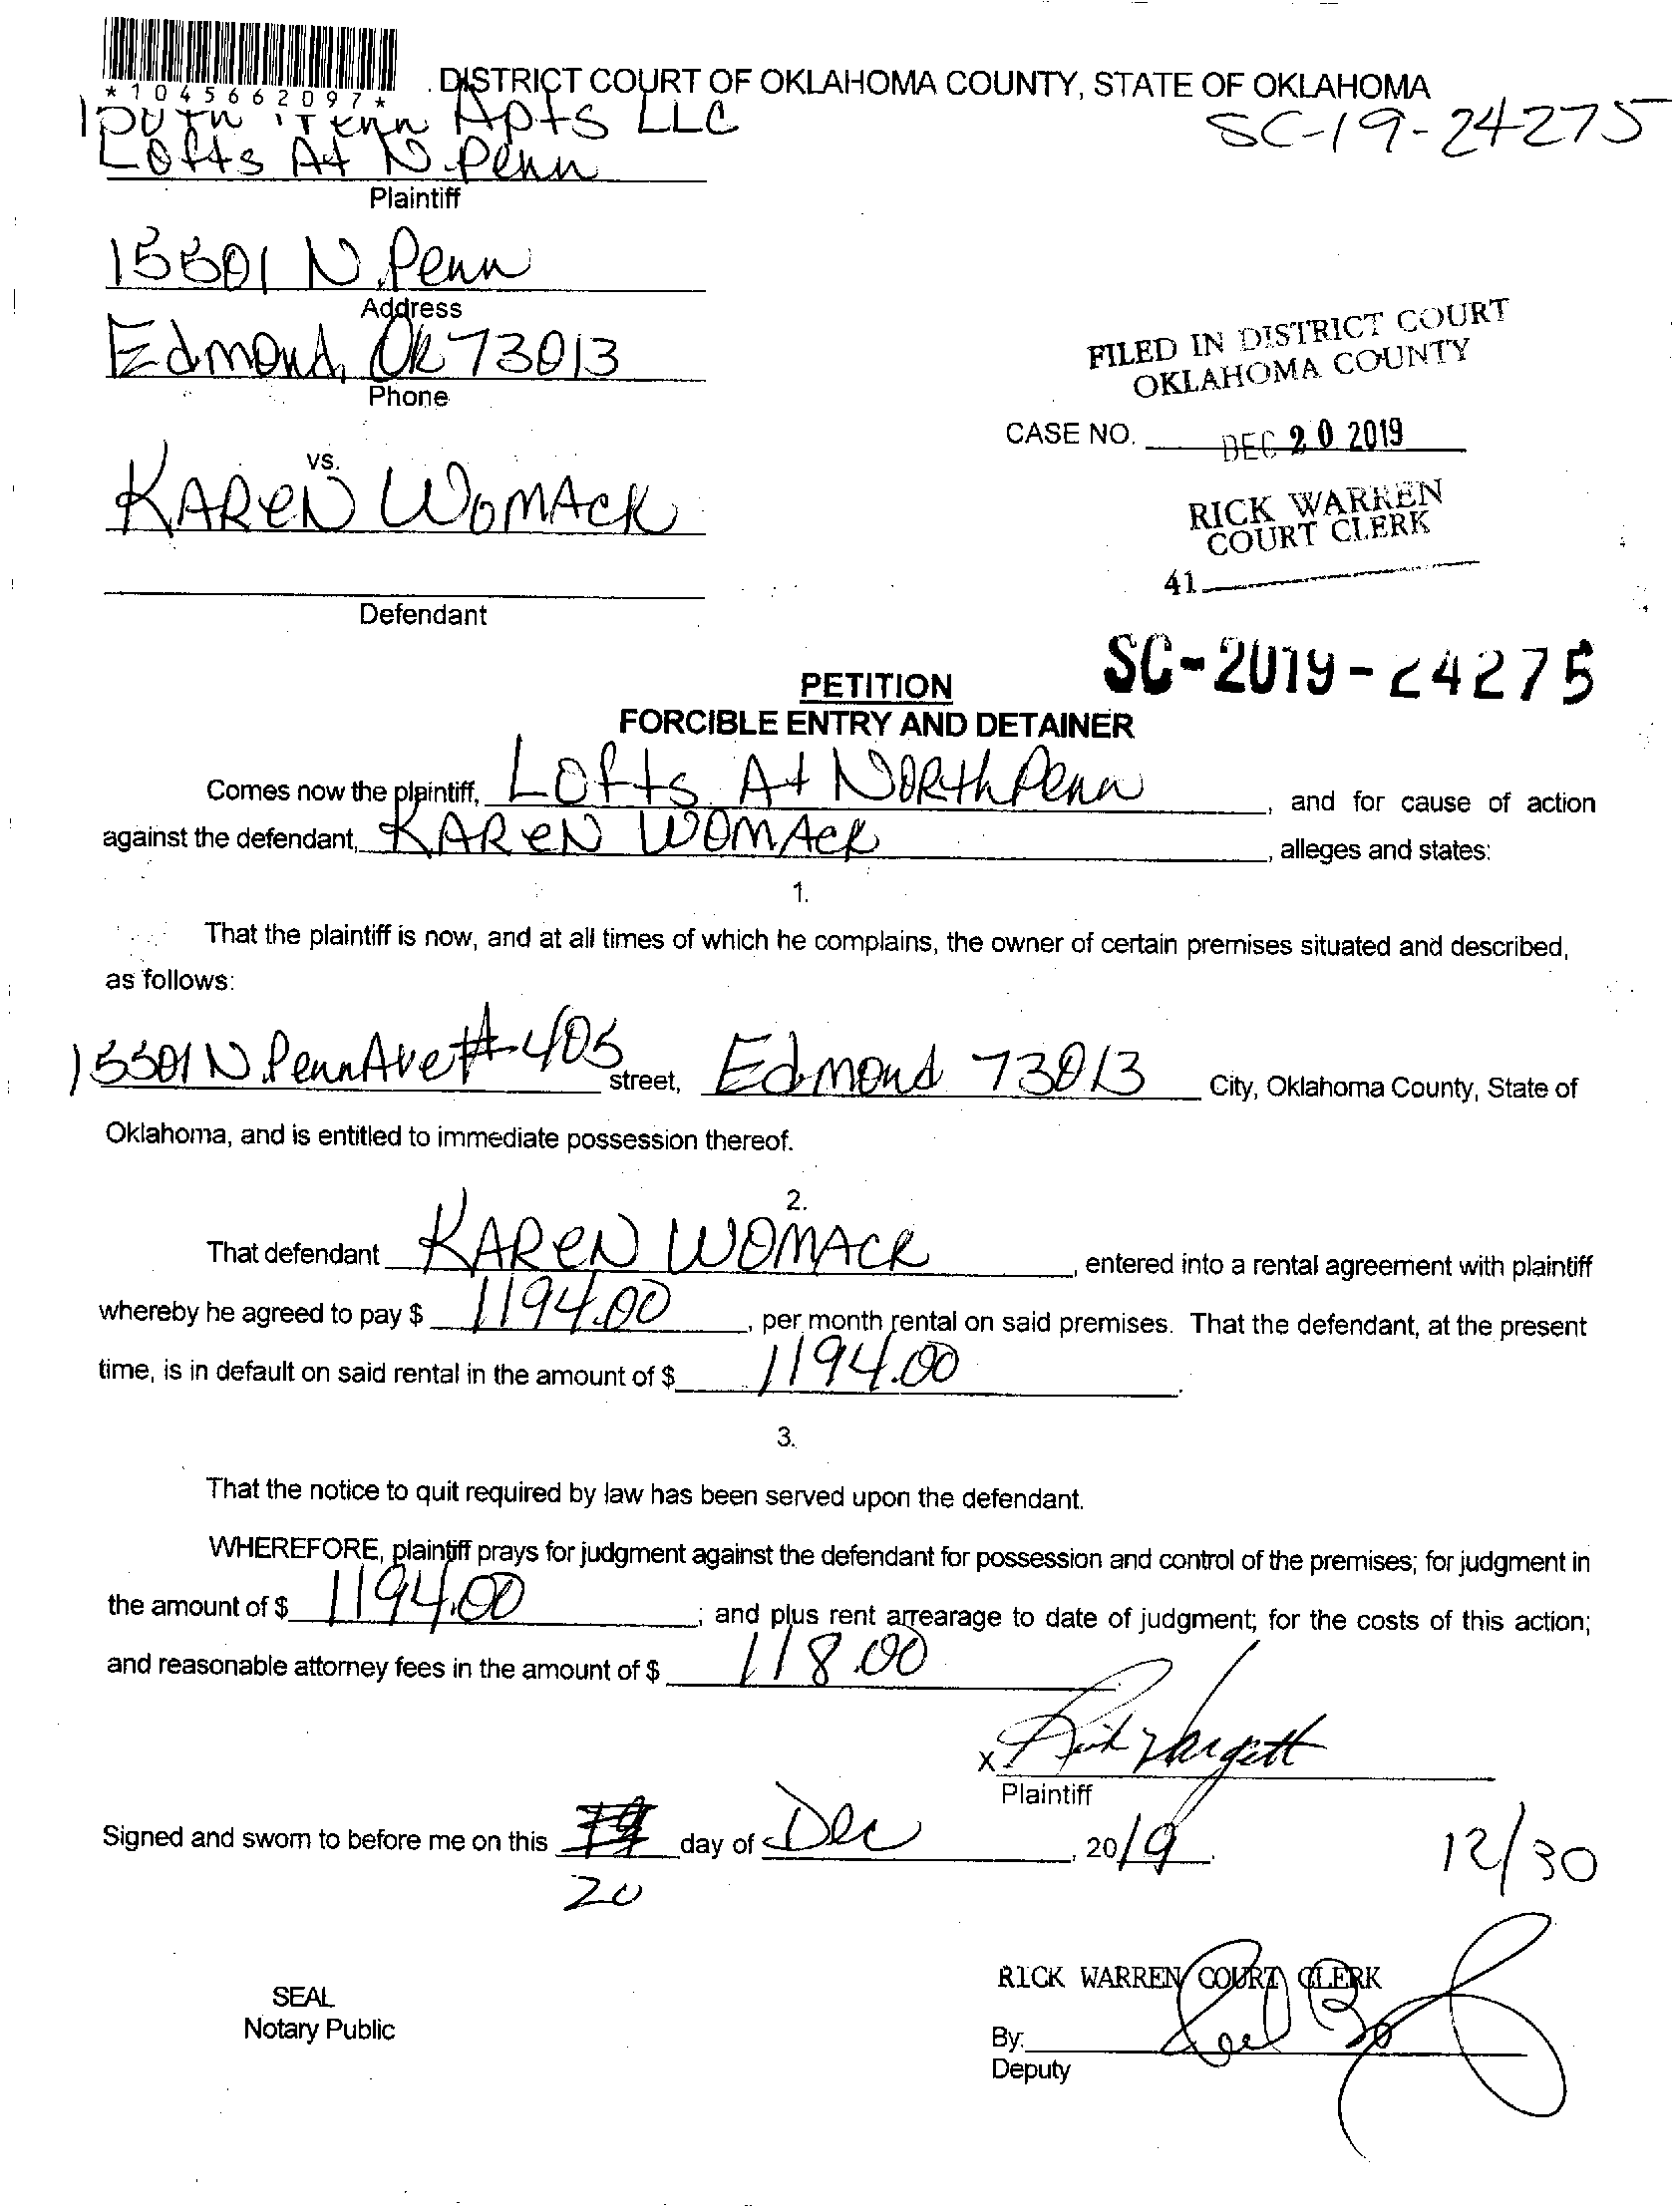 *1045662097*
DISTRICT COURT OF OKLAHOMA COUNTY, STATE OF OKLAHOMA
Apts LLC
SC-19-24275
Lofts At N. Penn
Plaintiff
15501 N. Penn
Address
Edmond, Ok 73013
Phone
FILED IN DISTRICT COURT
OKLAHOMA COUNTY
CASE NO. DEC 20 2019
vs.
KAREN WOMACK
RICK WARREN
COURT CLERK
41
Defendant
SC-2019-24275
PETITION
FORCIBLE ENTRY AND DETAINER
Comes now the plaintiff, Lofts At North Penn, and for cause of action
against the defendant, KAREN WOMACK, alleges and states:
1.
That the plaintiff is now, and at all times of which he complains, the owner of certain premises situated and described,
as follows:
15501 N. Penn Ave #405 street, Edmond 73013 City, Oklahoma County, State of
Oklahoma, and is entitled to immediate possession thereof.
2.
That defendant KAREN WOMACK, entered into a rental agreement with plaintiff
whereby he agreed to pay $ 1194.00, per month rental on said premises. That the defendant, at the present
time, is in default on said rental in the amount of $ 1194.00.
3.
That the notice to quit required by law has been served upon the defendant.
WHEREFORE, plaintiff prays for judgment against the defendant for possession and control of the premises; for judgment in
the amount of $ 1194.00; and plus rent arrearage to date of judgment; for the costs of this action;
and reasonable attorney fees in the amount of $ 118.00
X
Plaintiff
Signed and sworn to before me on this day of Dec, 2019.
12/30
20
SEAL
Notary Public
RICK WARREN COURT CLERK
By:
Deputy